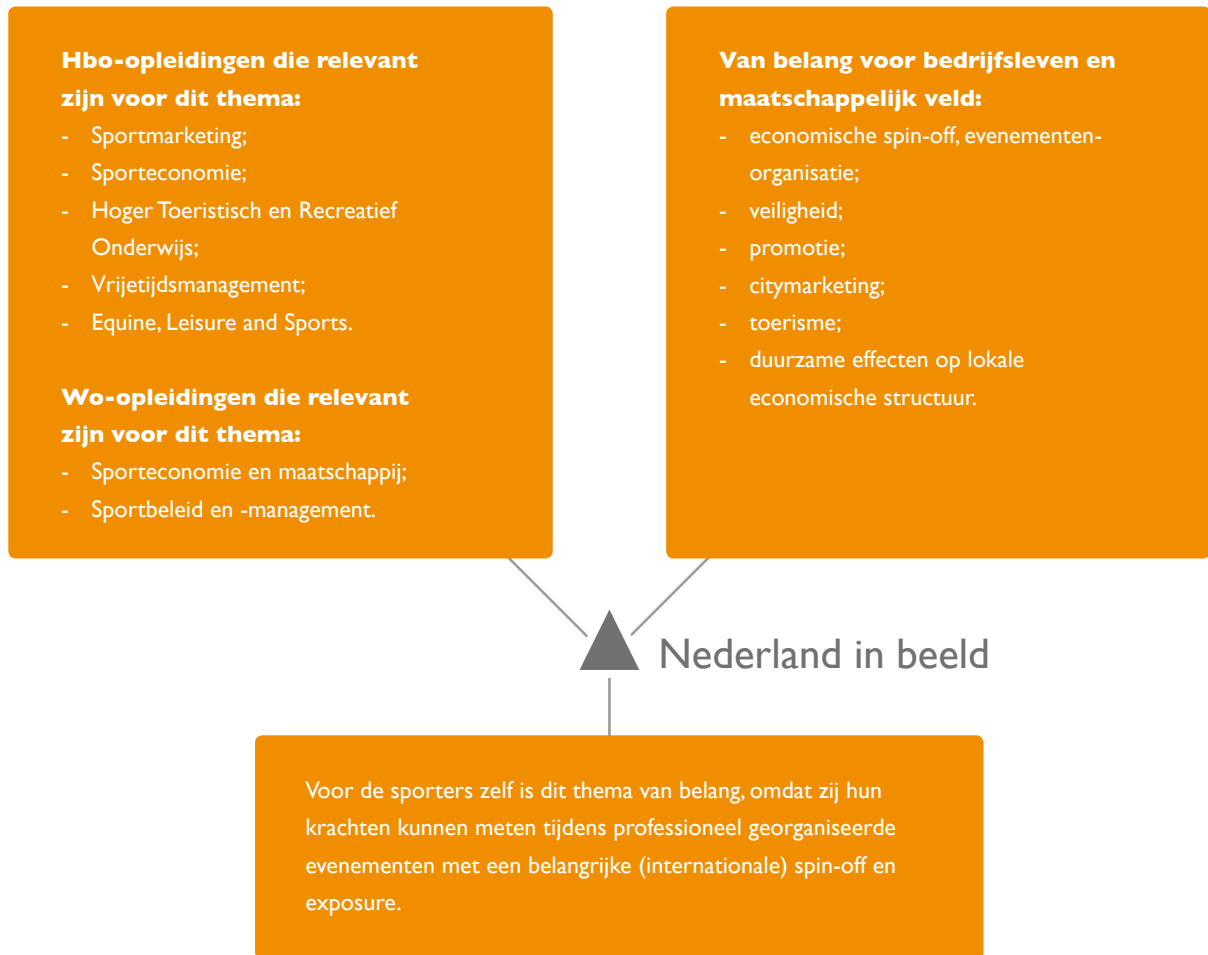 Hbo-opleidingen die relevant
zijn voor dit thema:
- Sportmarketing;
- Sporteconomie;
- Hoger Toeristisch en Recreatief
Onderwijs;
- Vrijetijdsmanagement;
- Equine, Leisure and Sports.
Wo-opleidingen die relevant
zijn voor dit thema:
- Sporteconomie en maatschappij;
- Sportbeleid en -management.
Van belang voor bedrijfsleven en
maatschappelijk veld:
- economische spin-off, evenementen-
organisatie;
- veiligheid;
- promotie;
- citymarketing;
- toerisme;
- duurzame effecten op lokale
economische structuur.
Nederland in beeld
Voor de sporters zelf is dit thema van belang, omdat zij hun
krachten kunnen meten tijdens professioneel georganiseerde
evenementen met een belangrijke (internationale) spin-off en
exposure.